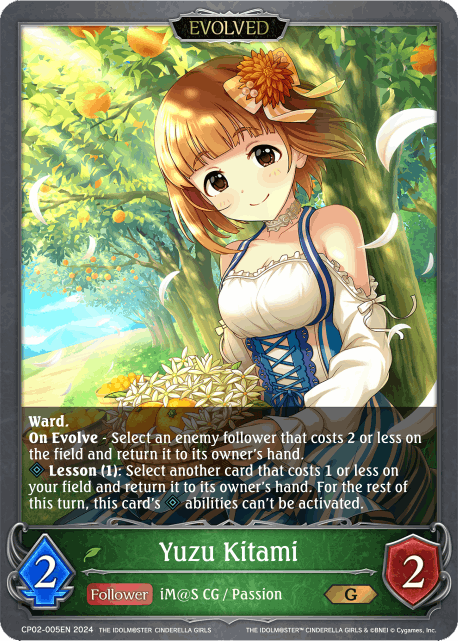 EVOLVED
Ward.
On Evolve - Select an enemy follower that costs 2 or less on
the field and return it to its owner's hand.
Lesson (1): Select another card that costs 1 or less on
your field and return it to its owner's hand. For the rest
of this turn, this card's abilities can't be activated.
Yuzu Kitami
2
Follower iM@S CG / Passion
G
2
CP02-005EN 2024 THE IDOLM@STER CINDERELLA GIRLS THE IDOLM@STER™ CINDERELLA GIRLS & ©BNEI © Cygames, Inc.